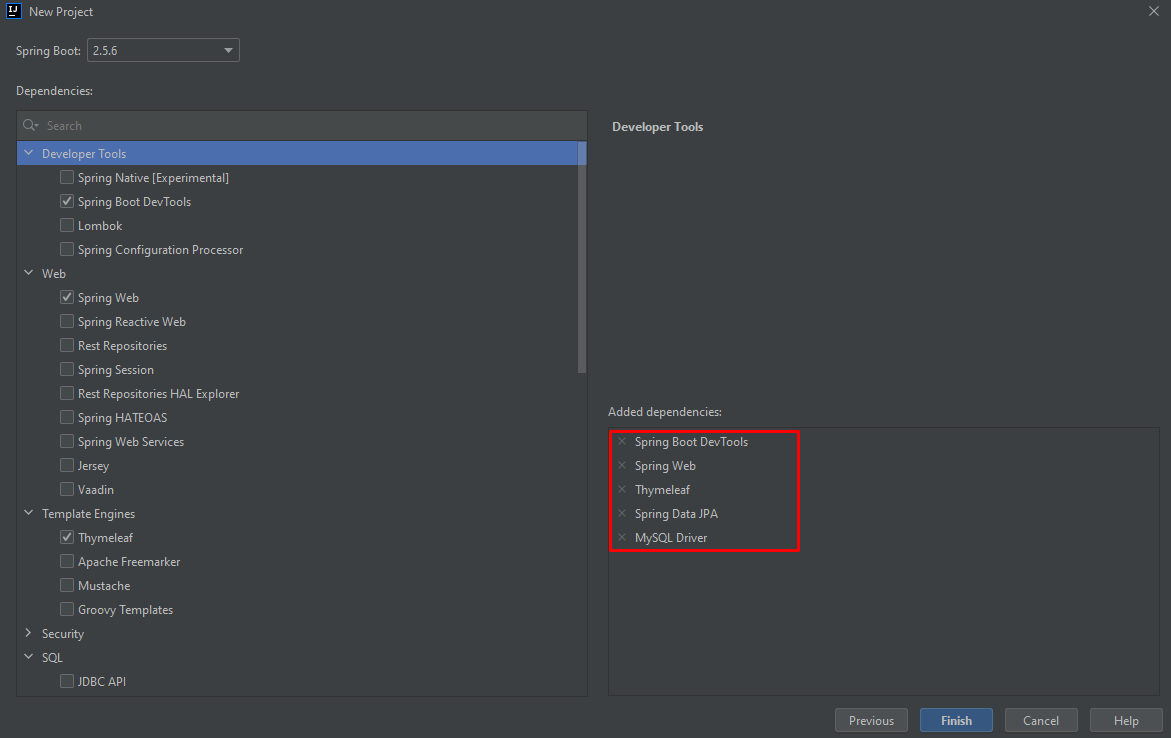 IJ New Project
Spring Boot: 2.5.6
Dependencies:
Search
Developer Tools
Spring Native [Experimental]
Spring Boot DevTools
Lombok
Spring Configuration Processor
Web
Spring Web
Spring Reactive Web
Rest Repositories
Spring Session
Rest Repositories HAL Explorer
Spring HATEOAS
Spring Web Services
Jersey
Vaadin
Template Engines
Thymeleaf
Apache Freemarker
Mustache
Groovy Templates
Security
SQL
JDBC API
Developer Tools
Added dependencies:
Spring Boot DevTools
Spring Web
Thymeleaf
Spring Data JPA
MySQL Driver
Previous Finish Cancel Help